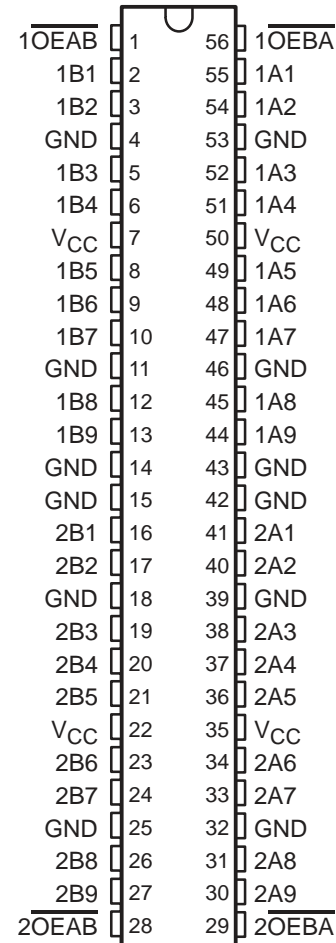 1OEAB 1 56 1OEBA
1B1 2 55 1A1
1B2 3 54 1A2
GND 4 53 GND
1B3 5 52 1A3
1B4 6 51 1A4
VCC 7 50 VCC
1B5 8 49 1A5
1B6 9 48 1A6
1B7 10 47 1A7
GND 11 46 GND
1B8 12 45 1A8
1B9 13 44 1A9
GND 14 43 GND
GND 15 42 GND
2B1 16 41 2A1
2B2 17 40 2A2
GND 18 39 GND
2B3 19 38 2A3
2B4 20 37 2A4
2B5 21 36 2A5
VCC 22 35 VCC
2B6 23 34 2A6
2B7 24 33 2A7
GND 25 32 GND
2B8 26 31 2A8
2B9 27 30 2A9
2OEAB 28 29 2OEBA